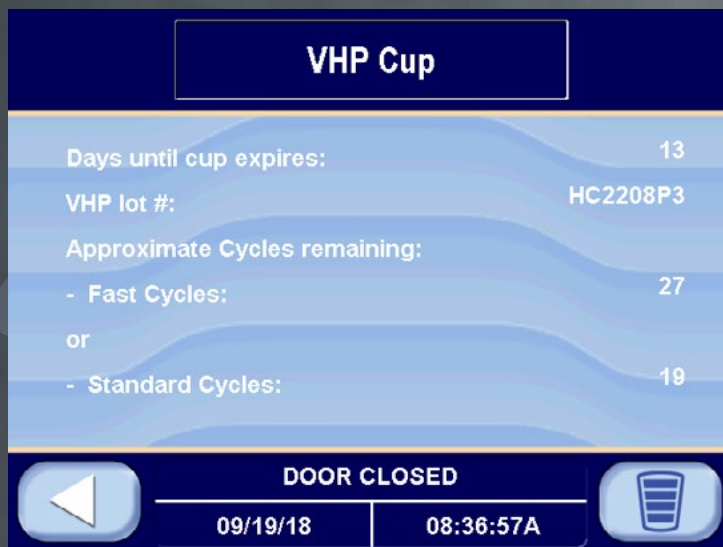 VHP Cup
Days until cup expires: 13
VHP lot #: HC2208P3
Approximate Cycles remaining:
- Fast Cycles: 27
or
- Standard Cycles: 19
DOOR CLOSED
09/19/18 08:36:57A